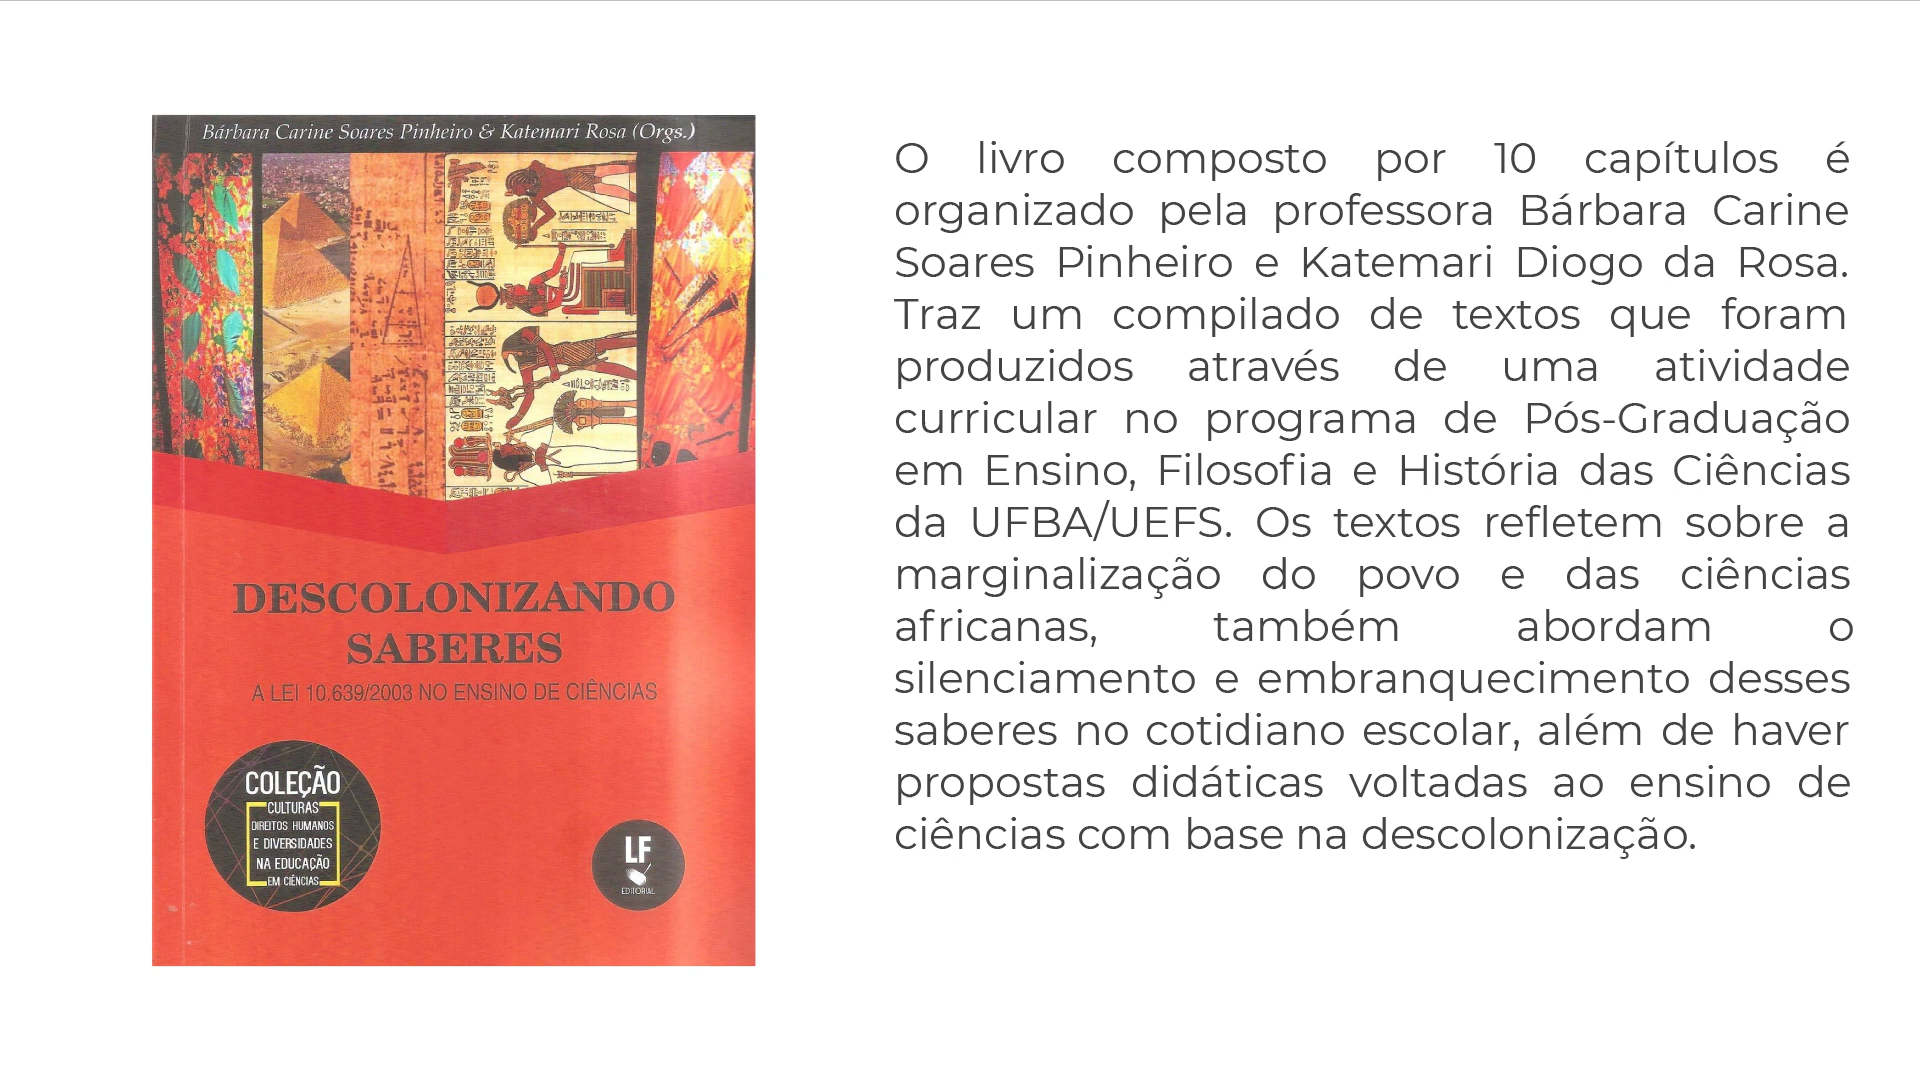 Bárbara Carine Soares Pinheiro & Katemari Rosa (Orgs.)
DESCOLONIZANDO
SABERES
A LEI 10.639/2003 NO ENSINO DE CIÊNCIAS
COLEÇÃO
CULTURAS
DIREITOS HUMANOS
E DIVERSIDADES
NA EDUCAÇÃO
EM CIÊNCIAS
LF
EDITORIAL
O livro composto por 10 capítulos é
organizado pela professora Bárbara Carine
Soares Pinheiro e Katemari Diogo da Rosa.
Traz um compilado de textos que foram
produzidos através de uma atividade
curricular no programa de Pós-Graduação
em Ensino, Filosofia e História das Ciências
da UFBA/UEFS. Os textos refletem sobre a
marginalização do povo e das ciências
africanas, também abordam o
silenciamento e embranquecimento desses
saberes no cotidiano escolar, além de haver
propostas didáticas voltadas ao ensino de
ciências com base na descolonização.